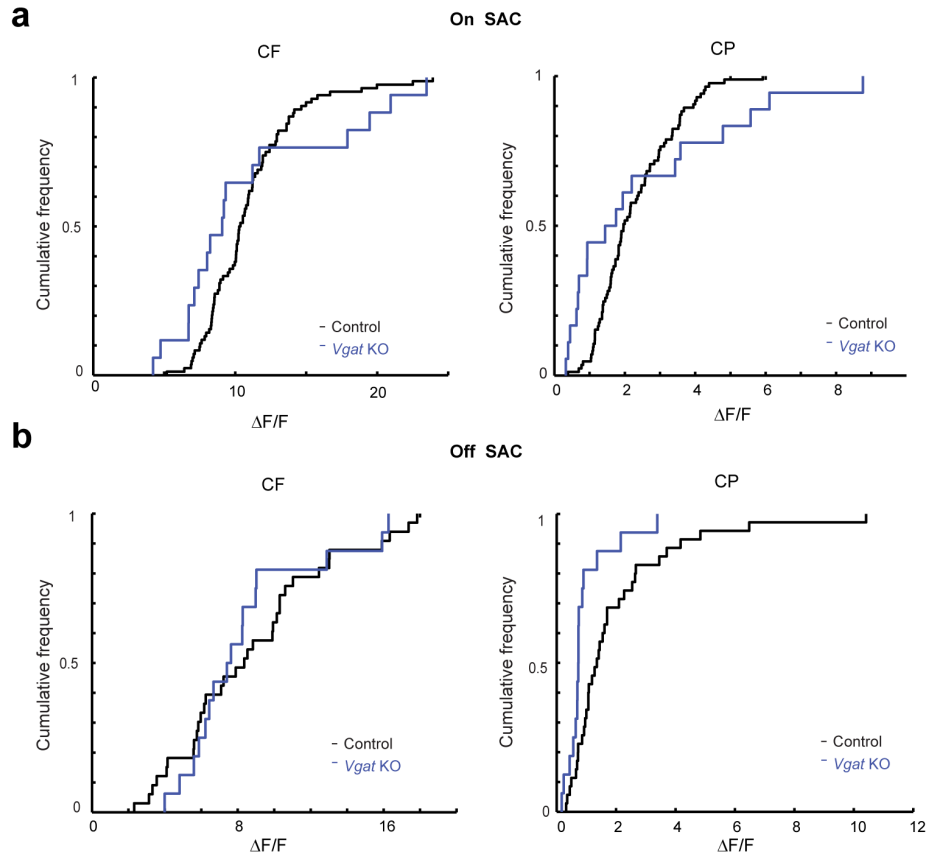 a
On SAC
CF
CP
Cumulative frequency
1
0.5
0
0 10 20
ΔF/F
Control
Vgat KO
Cumulative frequency
1
0.5
0
0 2 4 6 8
ΔF/F
Control
Vgat KO
b
Off SAC
CF
CP
Cumulative frequency
1
0.5
0
0 8 16
ΔF/F
Control
Vgat KO
Cumulative frequency
1
0.5
0
0 2 4 6 8 10 12
ΔF/F
Control
Vgat KO